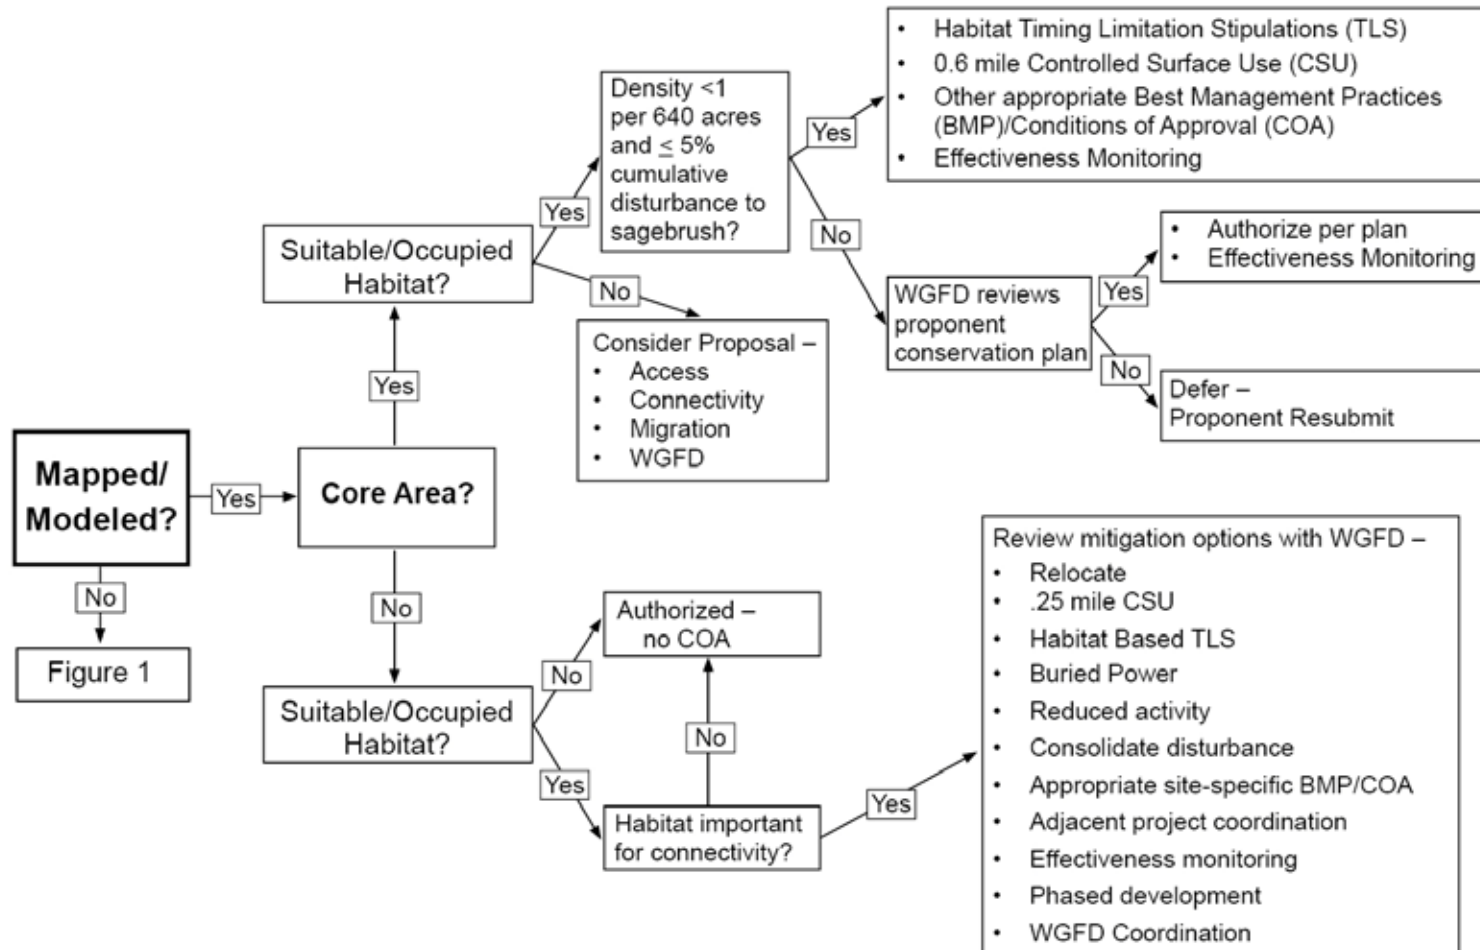 Mapped/
Modeled?
No
Figure 1
Yes
Core Area?
Yes
Suitable/Occupied
Habitat?
Yes
Density <1
per 640 acres
and ≤ 5%
cumulative
disturbance to
sagebrush?
Yes
• Habitat Timing Limitation Stipulations (TLS)
• 0.6 mile Controlled Surface Use (CSU)
• Other appropriate Best Management Practices
(BMP)/Conditions of Approval (COA)
• Effectiveness Monitoring
No
WGFD reviews
proponent
conservation plan
Yes
• Authorize per plan
• Effectiveness Monitoring
No
Defer –
Proponent Resubmit
No
Consider Proposal –
• Access
• Connectivity
• Migration
• WGFD
No
Suitable/Occupied
Habitat?
No
Authorized –
no COA
Yes
Habitat important
for connectivity?
No
Yes
Review mitigation options with WGFD –
• Relocate
• .25 mile CSU
• Habitat Based TLS
• Buried Power
• Reduced activity
• Consolidate disturbance
• Appropriate site-specific BMP/COA
• Adjacent project coordination
• Effectiveness monitoring
• Phased development
• WGFD Coordination